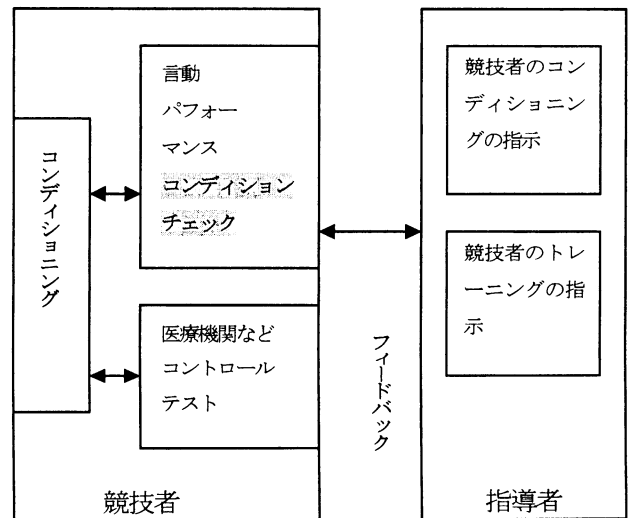 コンディショニング
言動
パフォー
マンス
コンディション
チェック
医療機関など
コントロール
テスト
競技者
フィードバック
競技者のコン
ディショニン
グの指示
競技者のトレ
ーニングの指
示
指導者